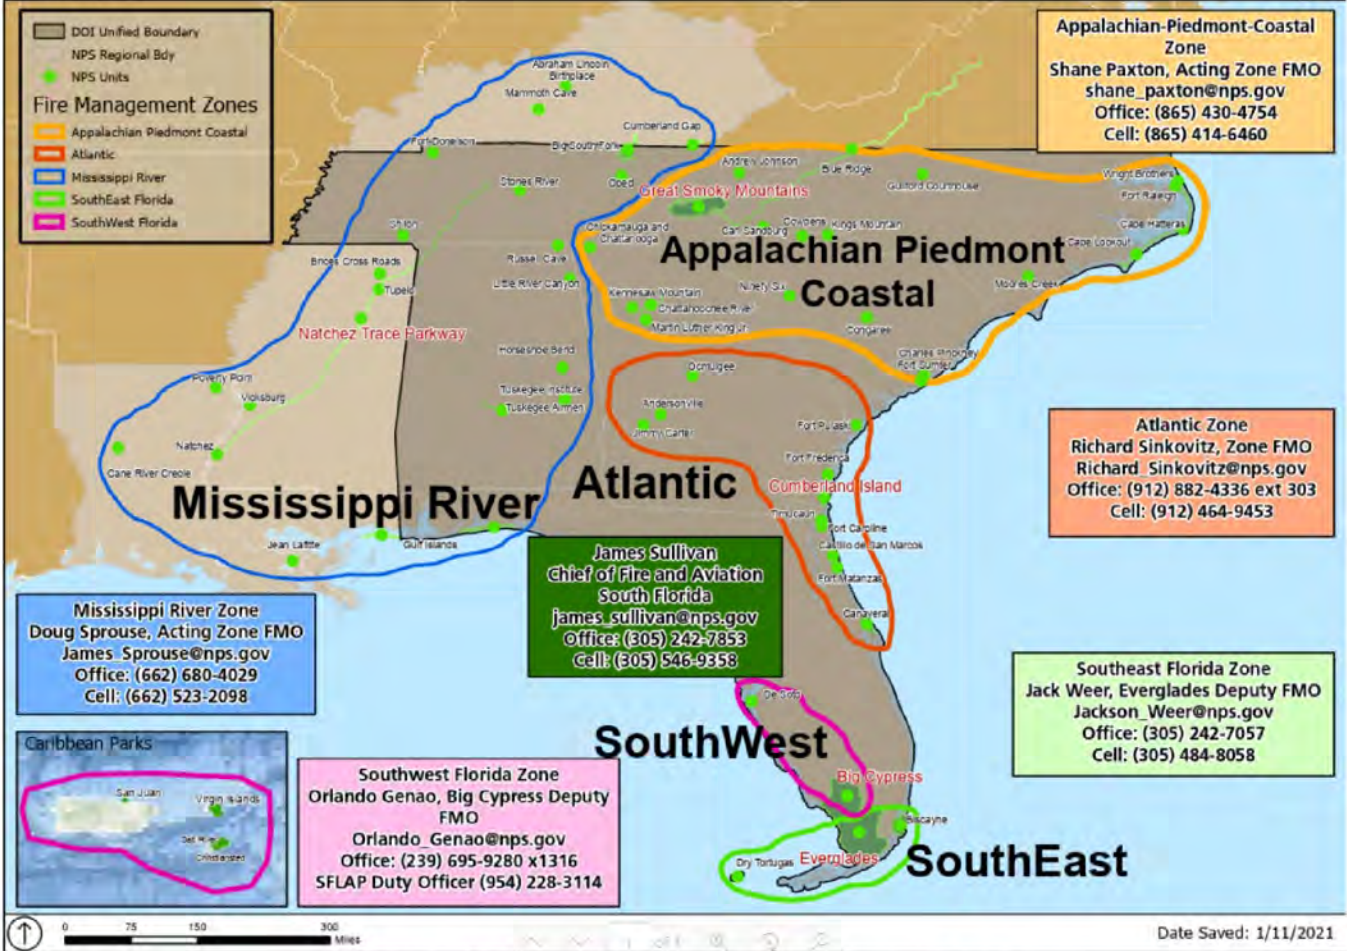 DOI Unified Boundary
NPS Regional Bdy
NPS Units
Fire Management Zones
Appalachian Piedmont Coastal
Atlantic
Mississippi River
SouthEast Florida
SouthWest Florida
Appalachian-Piedmont-Coastal
Zone
Shane Paxton, Acting Zone FMO
shane_paxton@nps.gov
Office: (865) 430-4754
Cell: (865) 414-6460
Abraham Lincoln
Birthplace
Mammoth Cave
Cumberland Gap
Fort Donelson
Big South Fork
Obed
Stones River
Andrew Johnson
Blue Ridge
Guilford Courthouse
Great Smoky Mountains
Wright Brothers
Fort Raleigh
Cape Hatteras
Cape Lookout
Moores Creek
Carl Sandburg
Cowpens
Kings Mountain
Chickamauga and
Chattanooga
Shiloh
Brices Cross Roads
Tupelo
Russel Cave
Little River Canyon
Appalachian Piedmont
Coastal
Ninety Six
Kennesaw Mountain
Chattahoochee River
Martin Luther King Jr
Congaree
Charles Pinckney
Fort Sumter
Natchez Trace Parkway
Horseshoe Bend
Tuskegee Institute
Tuskegee Airmen
Poverty Point
Vicksburg
Natchez
Cane River Creole
Ocmulgee
Andersonville
Jimmy Carter
Fort Pulaski
Fort Frederica
Cumberland Island
Timucuan
Fort Caroline
Castillo de San Marcos
Fort Matanzas
Canaveral
Mississippi River
Atlantic
Jean Lafitte
Gulf Islands
Atlantic Zone
Richard Sinkovitz, Zone FMO
Richard_Sinkovitz@nps.gov
Office: (912) 882-4336 ext 303
Cell: (912) 464-9453
James Sullivan
Chief of Fire and Aviation
South Florida
james_sullivan@nps.gov
Office: (305) 242-7853
Cell: (305) 546-9358
Mississippi River Zone
Doug Sprouse, Acting Zone FMO
James_Sprouse@nps.gov
Office: (662) 680-4029
Cell: (662) 523-2098
Southeast Florida Zone
Jack Weer, Everglades Deputy FMO
Jackson_Weer@nps.gov
Office: (305) 242-7057
Cell: (305) 484-8058
De Soto
SouthWest
Big Cypress
Biscayne
Dry Tortugas
Everglades
SouthEast
Caribbean Parks
San Juan
Virgin Islands
Salt River
Christiansted
Southwest Florida Zone
Orlando Genao, Big Cypress Deputy
FMO
Orlando_Genao@nps.gov
Office: (239) 695-9280 x1316
SFLAP Duty Officer (954) 228-3114
0 75 150 300
Miles
Date Saved: 1/11/2021